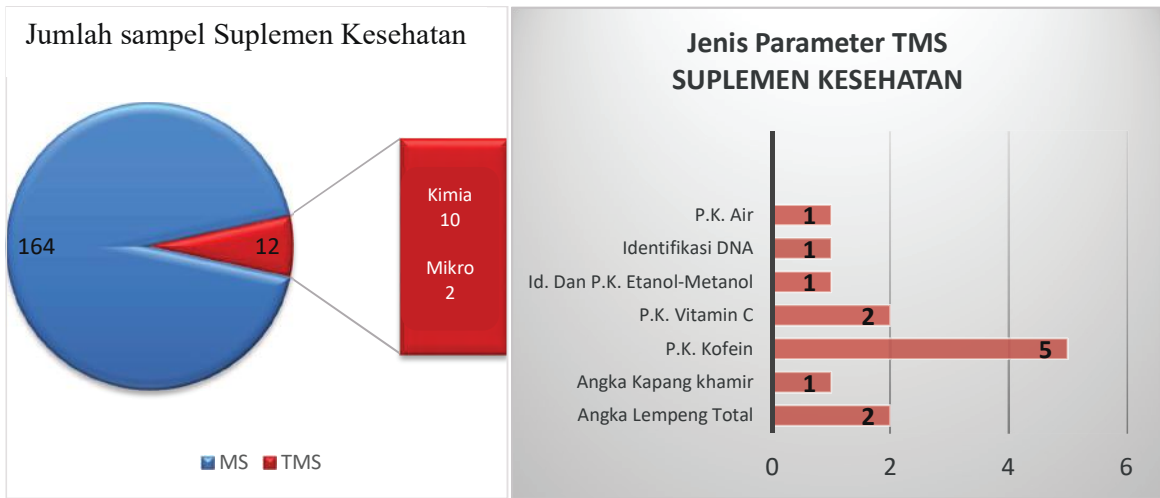 Jumlah sampel Suplemen Kesehatan
164
12
Kimia
10
Mikro
2
MS
TMS
Jenis Parameter TMS
SUPLEMEN KESEHATAN
P.K. Air
1
Identifikasi DNA
1
Id. Dan P.K. Etanol-Metanol
1
P.K. Vitamin C
2
P.K. Kofein
5
Angka Kapang khamir
1
Angka Lempeng Total
2
0
2
4
6